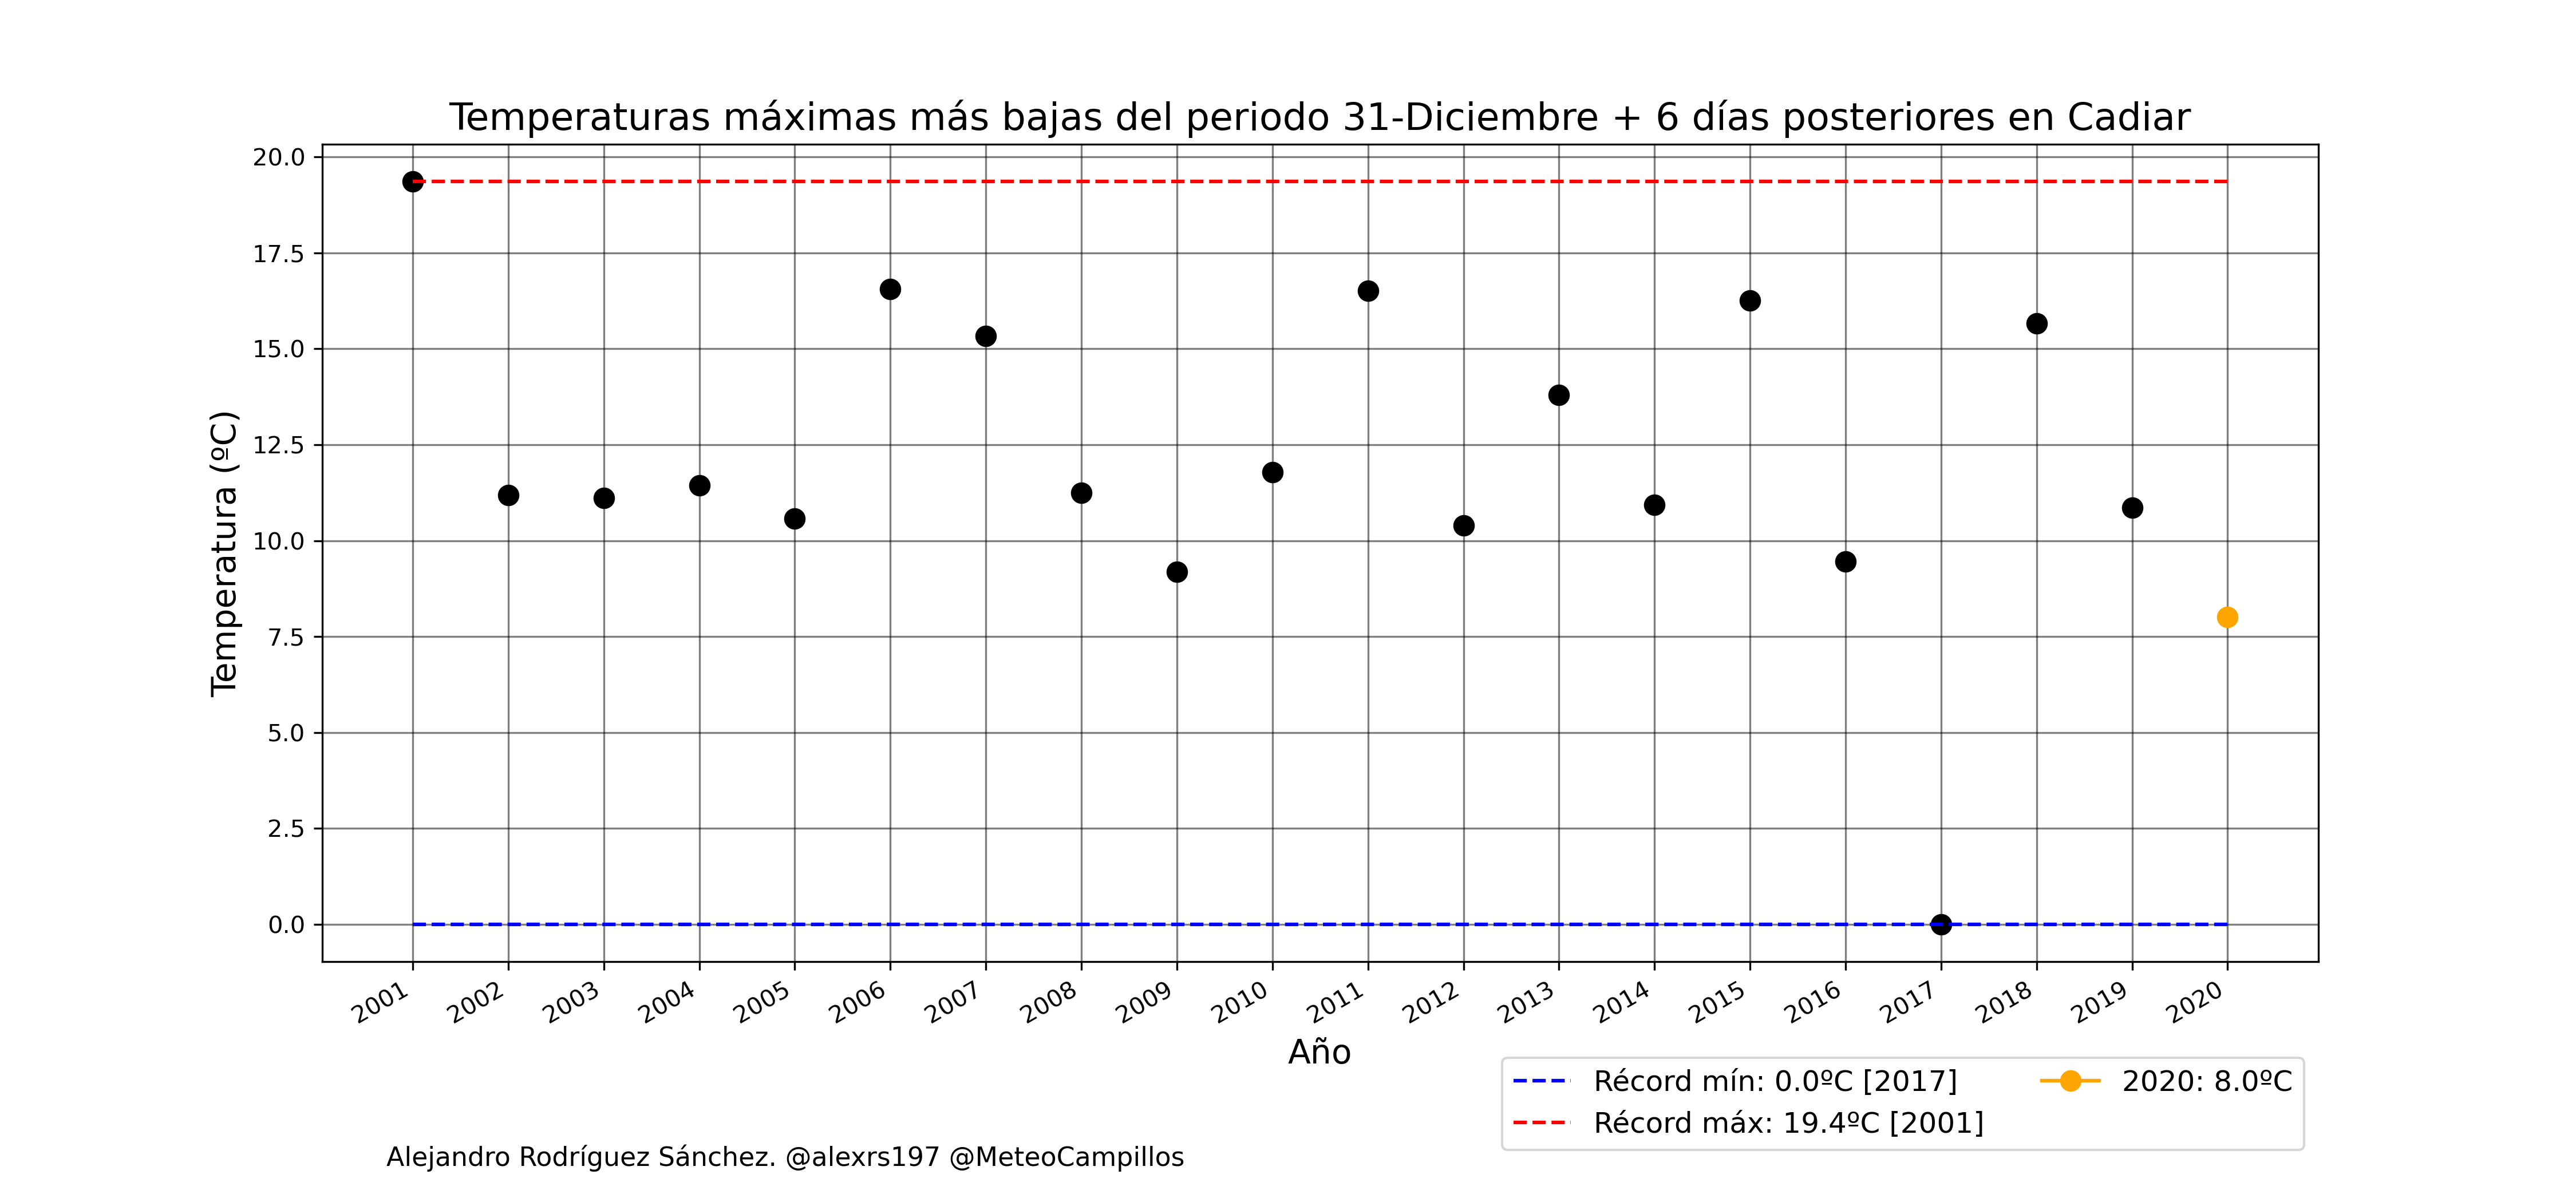 Temperaturas máximas más bajas del periodo 31-Diciembre + 6 días posteriores en Cadiar
Temperatura (ºC)
20.0
17.5
15.0
12.5
10.0
7.5
5.0
2.5
0.0
2001 2002 2003 2004 2005 2006 2007 2008 2009 2010 2011 2012 2013 2014 2015 2016 2017 2018 2019 2020
Año
Récord mín: 0.0ºC [2017]
Récord máx: 19.4ºC [2001]
2020: 8.0ºC
Alejandro Rodríguez Sánchez. @alexrs197 @MeteoCampillos